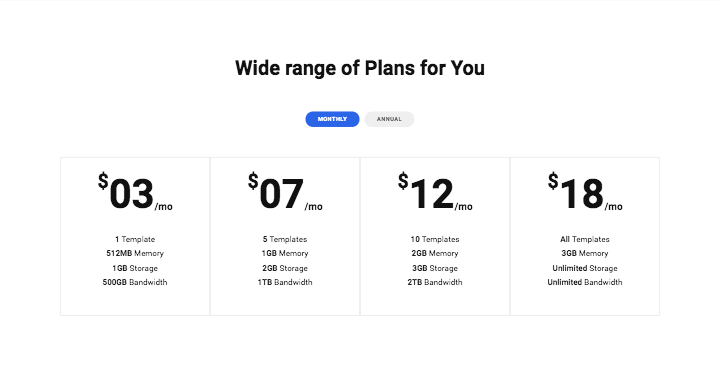 Wide range of Plans for You
MONTHLY
ANNUAL
$03/mo
1 Template
512MB Memory
1GB Storage
500GB Bandwidth
$07/mo
5 Templates
1GB Memory
2GB Storage
1TB Bandwidth
$12/mo
10 Templates
2GB Memory
3GB Storage
2TB Bandwidth
$18/mo
All Templates
3GB Memory
Unlimited Storage
Unlimited Bandwidth